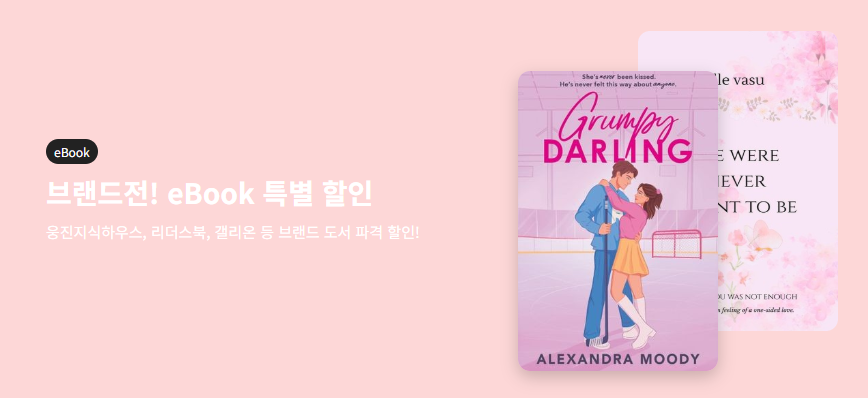 eBook
브랜드전! eBook 특별 할인
웅진지식하우스, 리더스북, 갤리온 등 브랜드 도서 파격 할인!
She's never been kissed.
He's never felt this way about anyone.
Grumpy
DARLING
ALEXANDRA MOODY
lle vasu
E WERE
NEVER
NT TO BE
OU WAS NOT ENOUGH
feeling of a one-sided love.